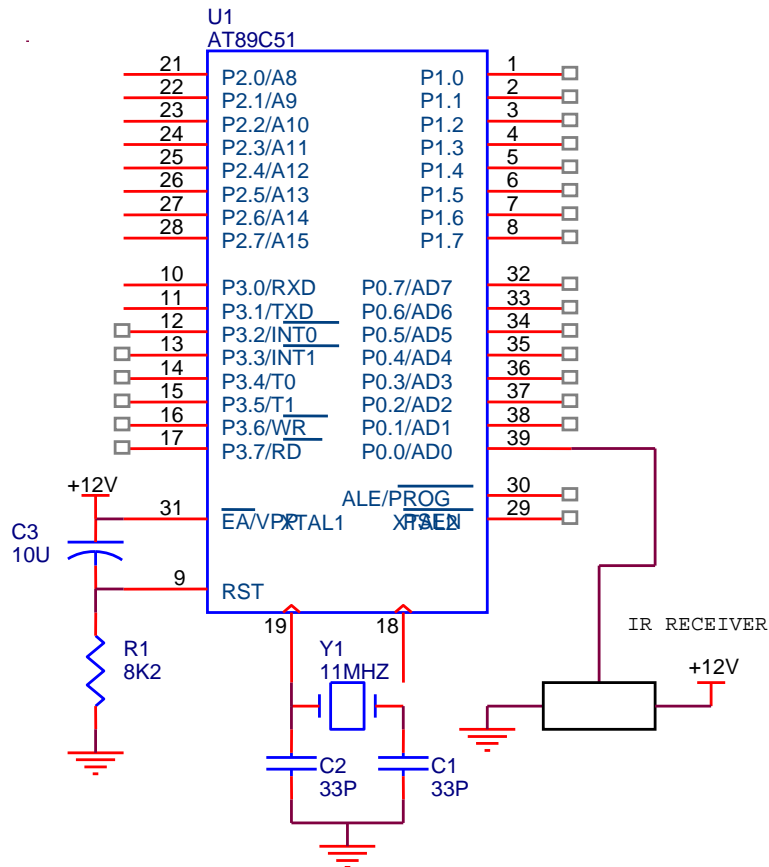 U1
AT89C51
21 P2.0/A8 P1.0 1
22 P2.1/A9 P1.1 2
23 P2.2/A10 P1.2 3
24 P2.3/A11 P1.3 4
25 P2.4/A12 P1.4 5
26 P2.5/A13 P1.5 6
27 P2.6/A14 P1.6 7
28 P2.7/A15 P1.7 8
10 P3.0/RXD P0.7/AD7 32
11 P3.1/TXD P0.6/AD6 33
12 P3.2/INT0 P0.5/AD5 34
13 P3.3/INT1 P0.4/AD4 35
14 P3.4/T0 P0.3/AD3 36
15 P3.5/T1 P0.2/AD2 37
16 P3.6/WR P0.1/AD1 38
17 P3.7/RD P0.0/AD0 39
ALE/PROG 30
+12V
31 EA/VPP XTAL1 XTAL2 PSEN 29
C3
10U
9 RST
19 18
IR RECEIVER
R1
8K2
Y1
11MHZ
+12V
C2
33P
C1
33P